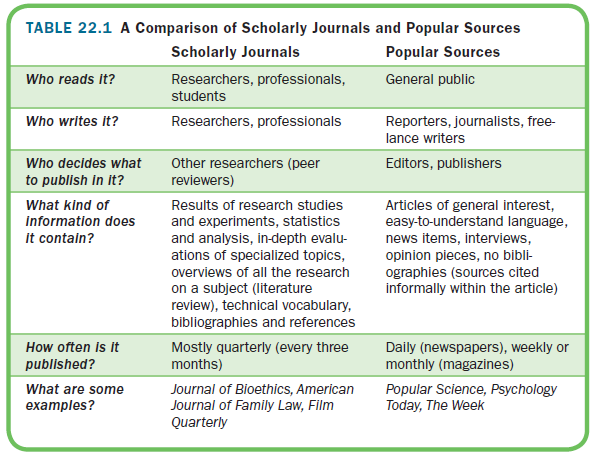 TABLE 22.1 A Comparison of Scholarly Journals and Popular Sources
Scholarly Journals Popular Sources
Who reads it? Researchers, professionals, General public
students
Who writes it? Researchers, professionals Reporters, journalists, free-
lance writers
Who decides what Other researchers (peer Editors, publishers
to publish in it? reviewers)
What kind of Results of research studies Articles of general interest,
information does and experiments, statistics easy-to-understand language,
it contain? and analysis, in-depth evalu- news items, interviews,
ations of specialized topics, opinion pieces, no bibli-
overviews of all the research ographies (sources cited
on a subject (literature informally within the article)
review), technical vocabulary,
bibliographies and references
How often is it Mostly quarterly (every three Daily (newspapers), weekly or
published? months) monthly (magazines)
What are some Journal of Bioethics, American Popular Science, Psychology
examples? Journal of Family Law, Film Today, The Week
Quarterly